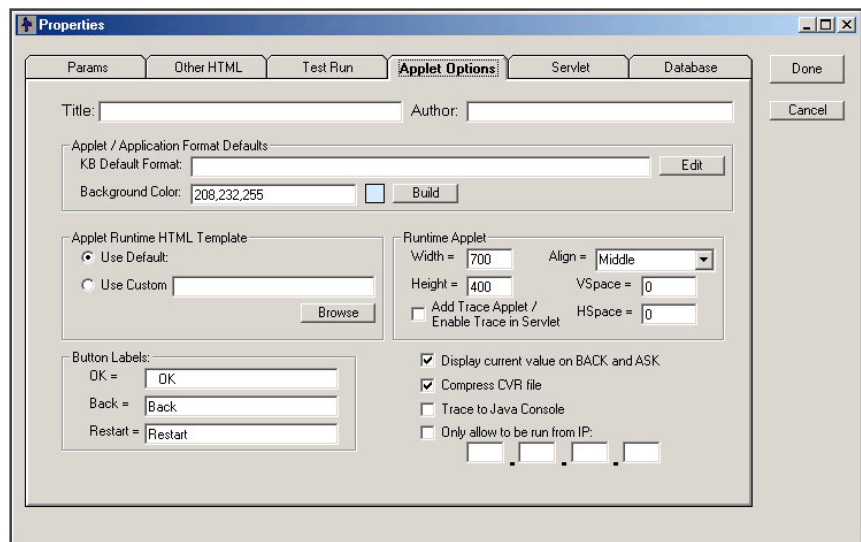 Properties
Params Other HTML Test Run Applet Options Servlet Database
Done
Cancel
Title: Author:
Applet / Application Format Defaults
KB Default Format: Edit
Background Color: 208,232,255 Build
Applet Runtime HTML Template
Use Default:
Use Custom
Browse
Runtime Applet
Width = 700 Align = Middle
Height = 400 VSpace = 0
Add Trace Applet /
Enable Trace in Servlet
HSpace = 0
Button Labels:
OK = OK
Back = Back
Restart = Restart
Display current value on BACK and ASK
Compress CVR file
Trace to Java Console
Only allow to be run from IP:
. . .